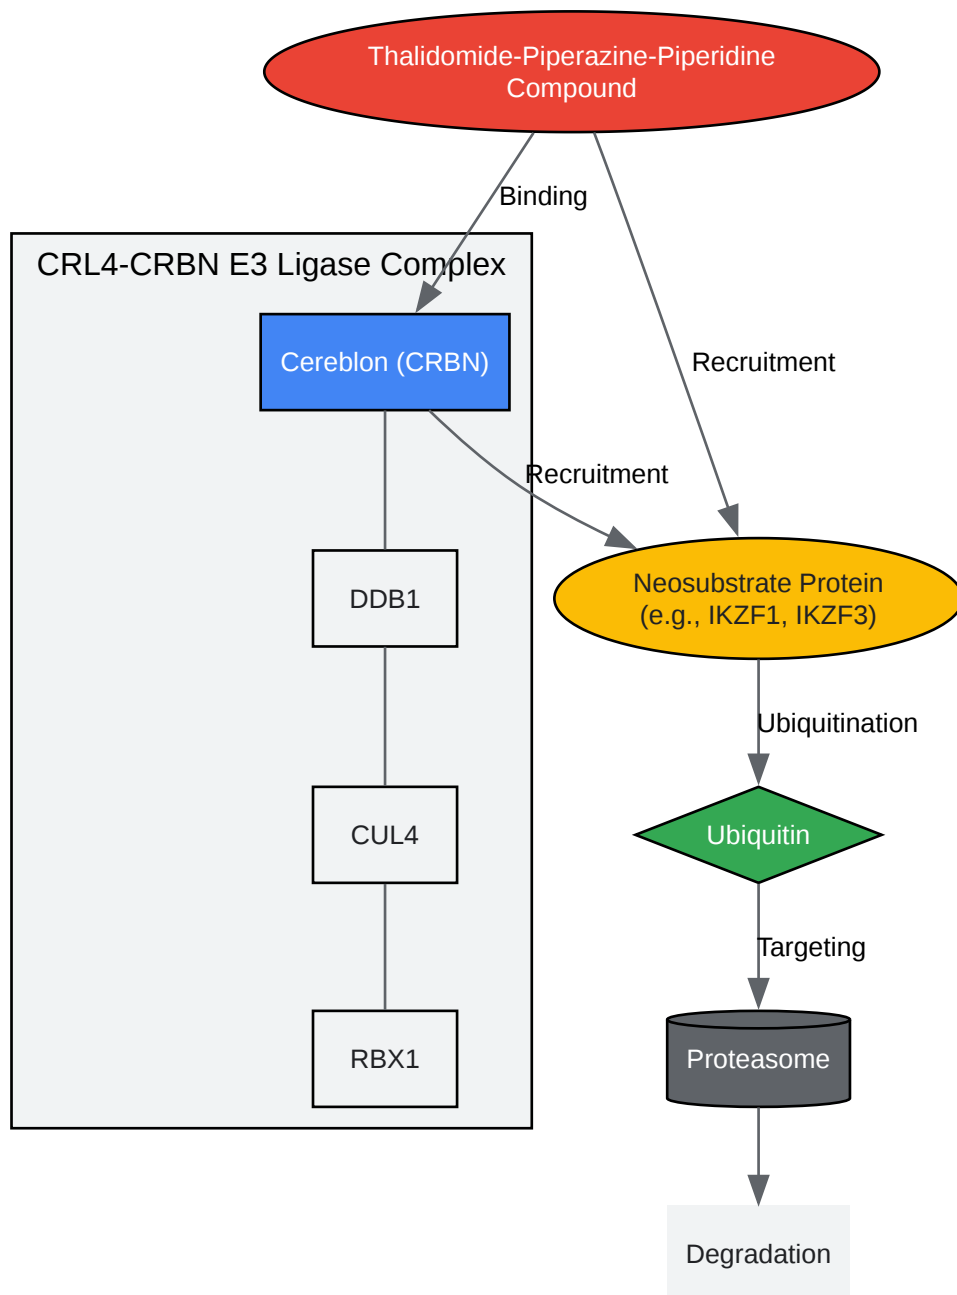 Thalidomide-Piperazine-Piperidine
Compound
Binding
CRL4-CRBN E3 Ligase Complex
Cereblon (CRBN)
Recruitment
Recruitment
DDB1
Neosubstrate Protein
(e.g., IKZF1, IKZF3)
Ubiquitination
CUL4
Ubiquitin
Targeting
RBX1
Proteasome
Degradation